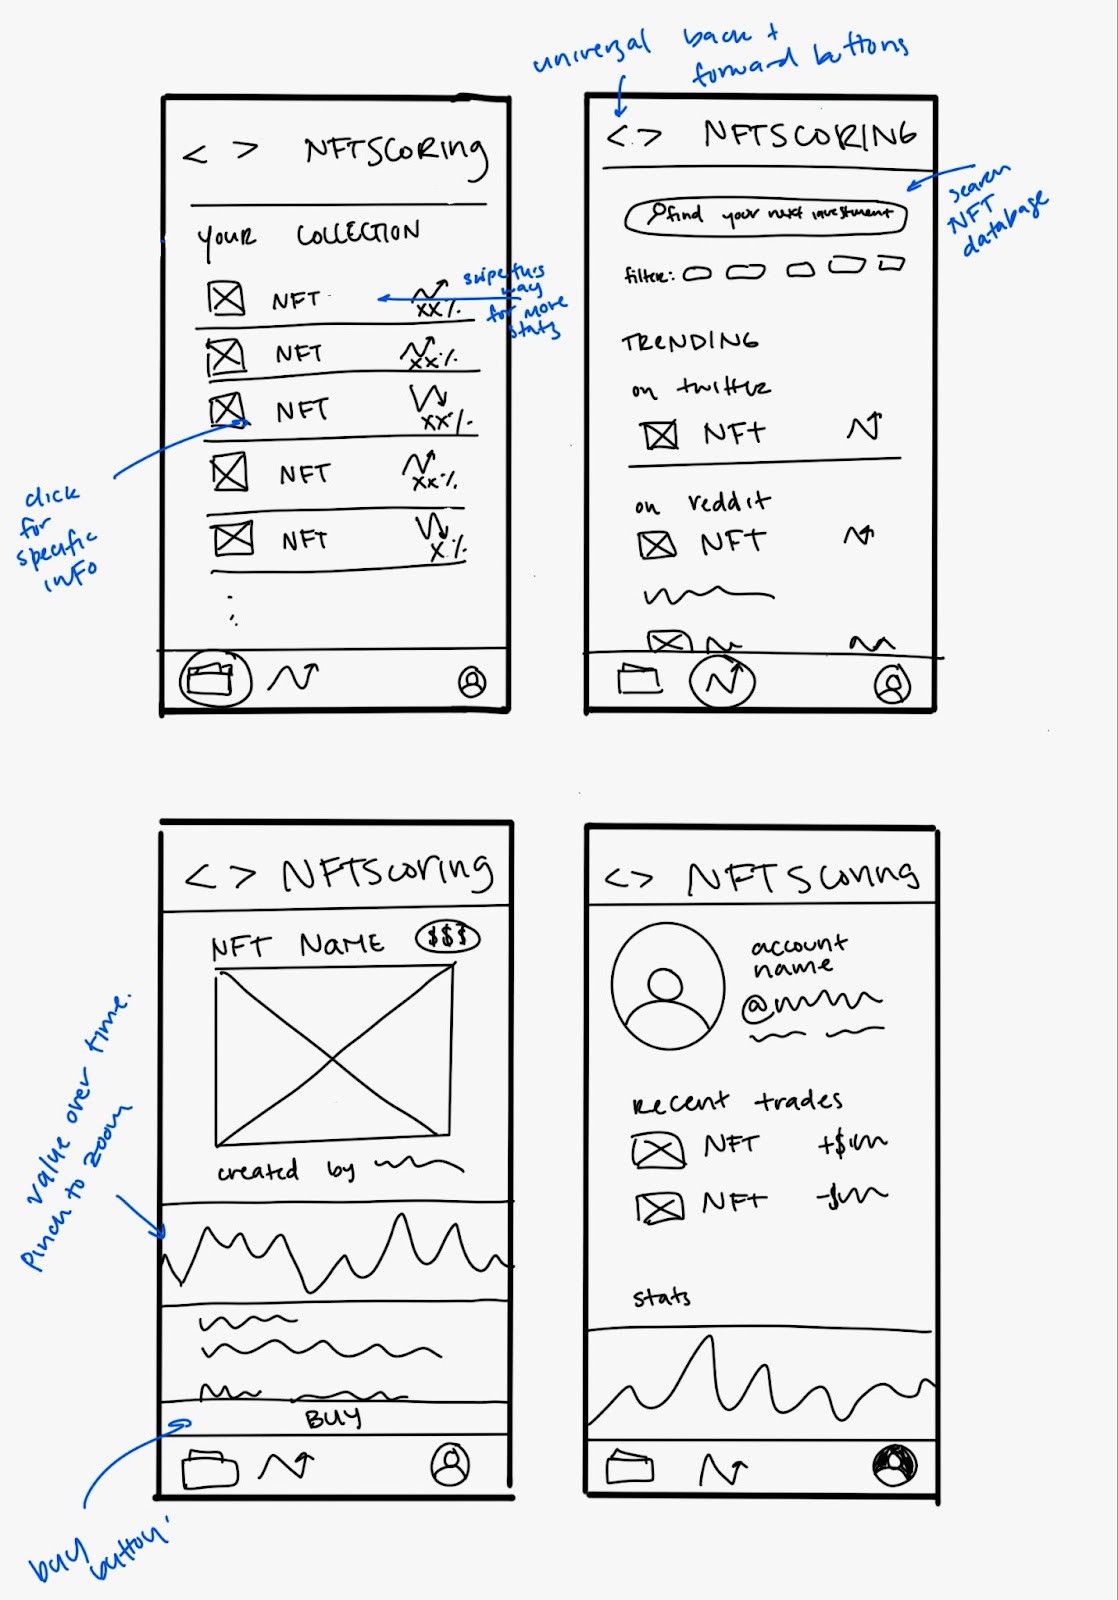 universal back +
forward buttons
< > NFTSCORing
YOUR COLLECTION
NFT
XX%
swipe this
way
for more
stats
NFT
XX%
NFT
XX%
NFT
XX%
NFT
X%
click
for
specific
info
< > NFTSCORING
find your next investment
search
NFT
database
filter:
TRENDING
on twitter
NFT
on reddit
NFT
< > NFTScoring
NFT NAME $$$
created by
value over time.
Pinch to zoom
BUY
buy
button
< > NFTScoring
account
name
@
Recent trades
NFT +$
NFT -$
stats